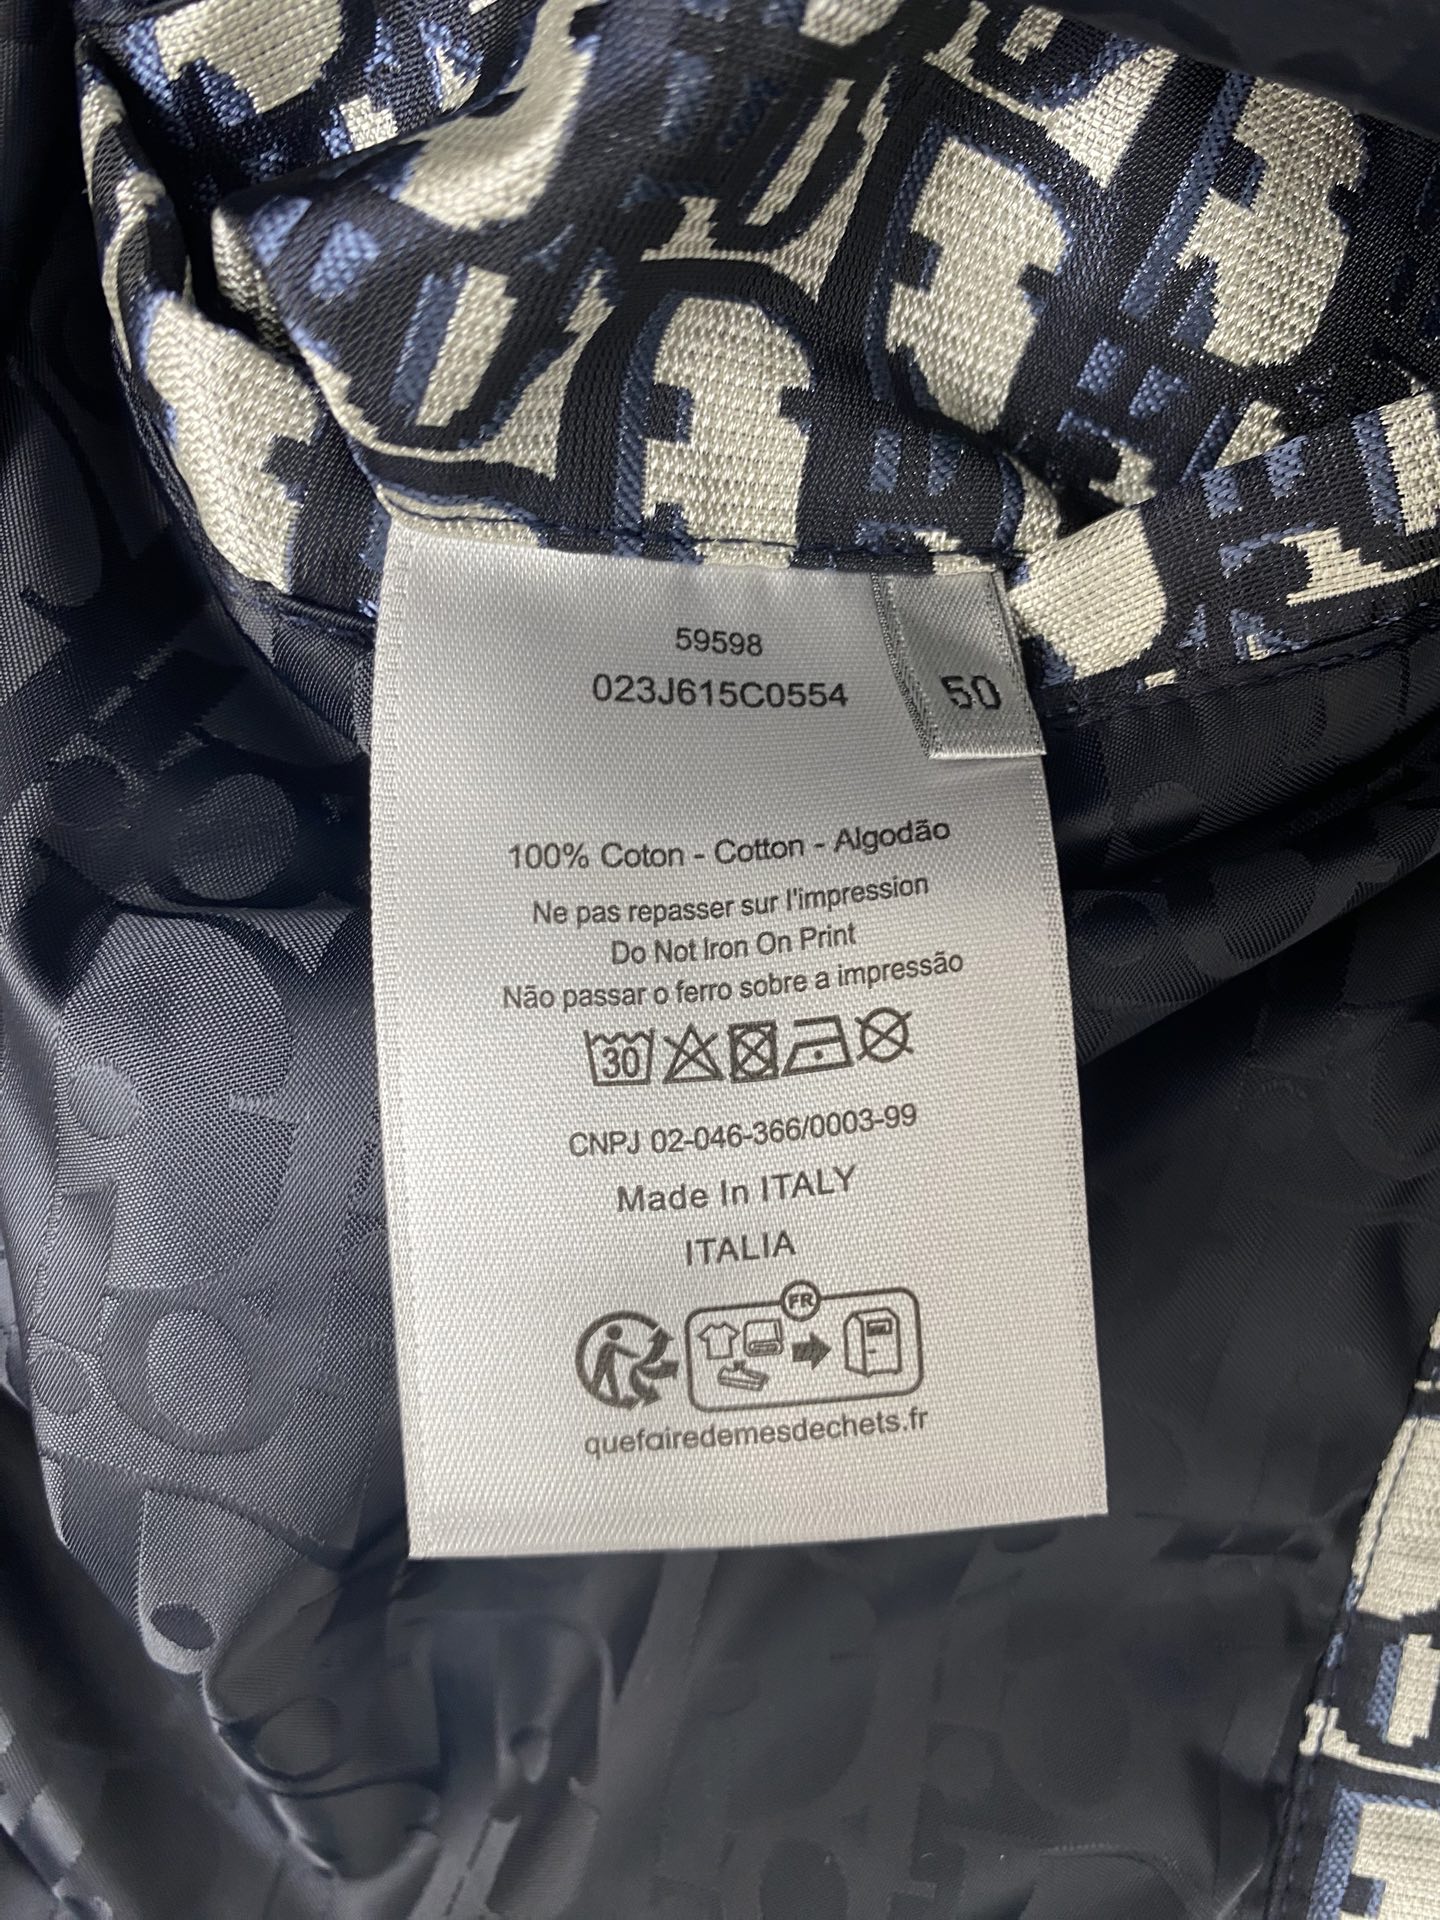 59598
023J615C0554
50
100% Coton - Cotton - Algodão
Ne pas repasser sur l'impression
Do Not Iron On Print
Não passar o ferro sobre a impressão
30
CNPJ 02-046-366/0003-99
Made In ITALY
ITALIA
FR
quefairedemesdechets.fr